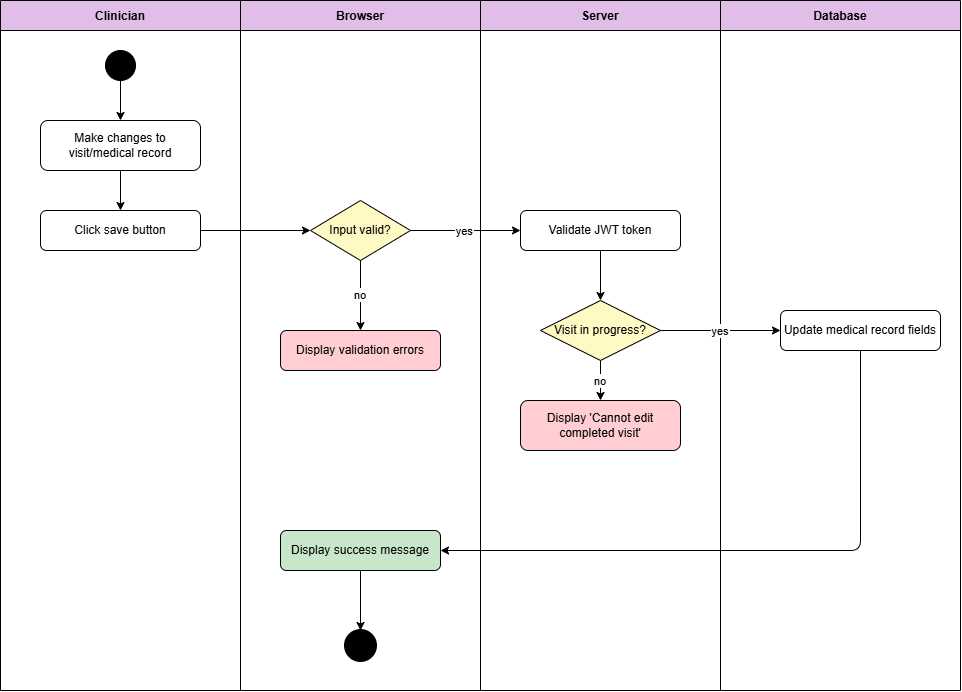 Clinician
Browser
Server
Database
Make changes to
visit/medical record
Click save button
Input valid?
yes
Validate JWT token
no
Visit in progress?
yes
Update medical record fields
Display validation errors
no
Display 'Cannot edit
completed visit'
Display success message